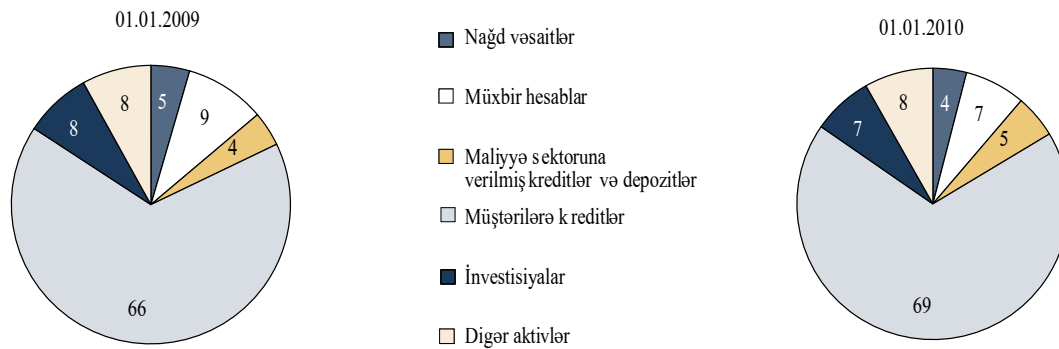 01.01.2009
5
9
4
66
8
8
Nağd vəsaitlər
Müxbir hesablar
Maliyyə sektoruna
verilmiş kreditlər və depozitlər
Müştərilərə kreditlər
İnvestisiyalar
Digər aktivlər
01.01.2010
4
7
5
69
7
8